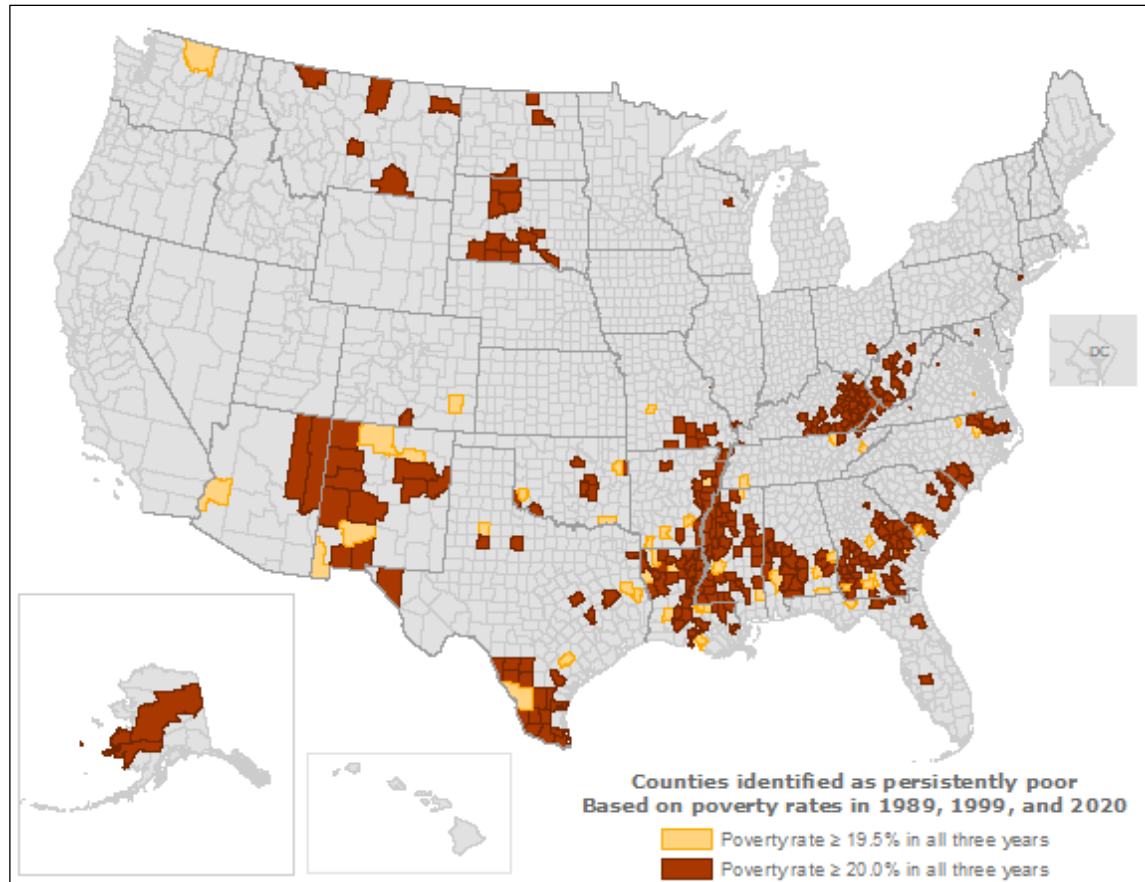 DC
Counties identified as persistently poor
Based on poverty rates in 1989, 1999, and 2020
Poverty rate ≥ 19.5% in all three years
Poverty rate ≥ 20.0% in all three years